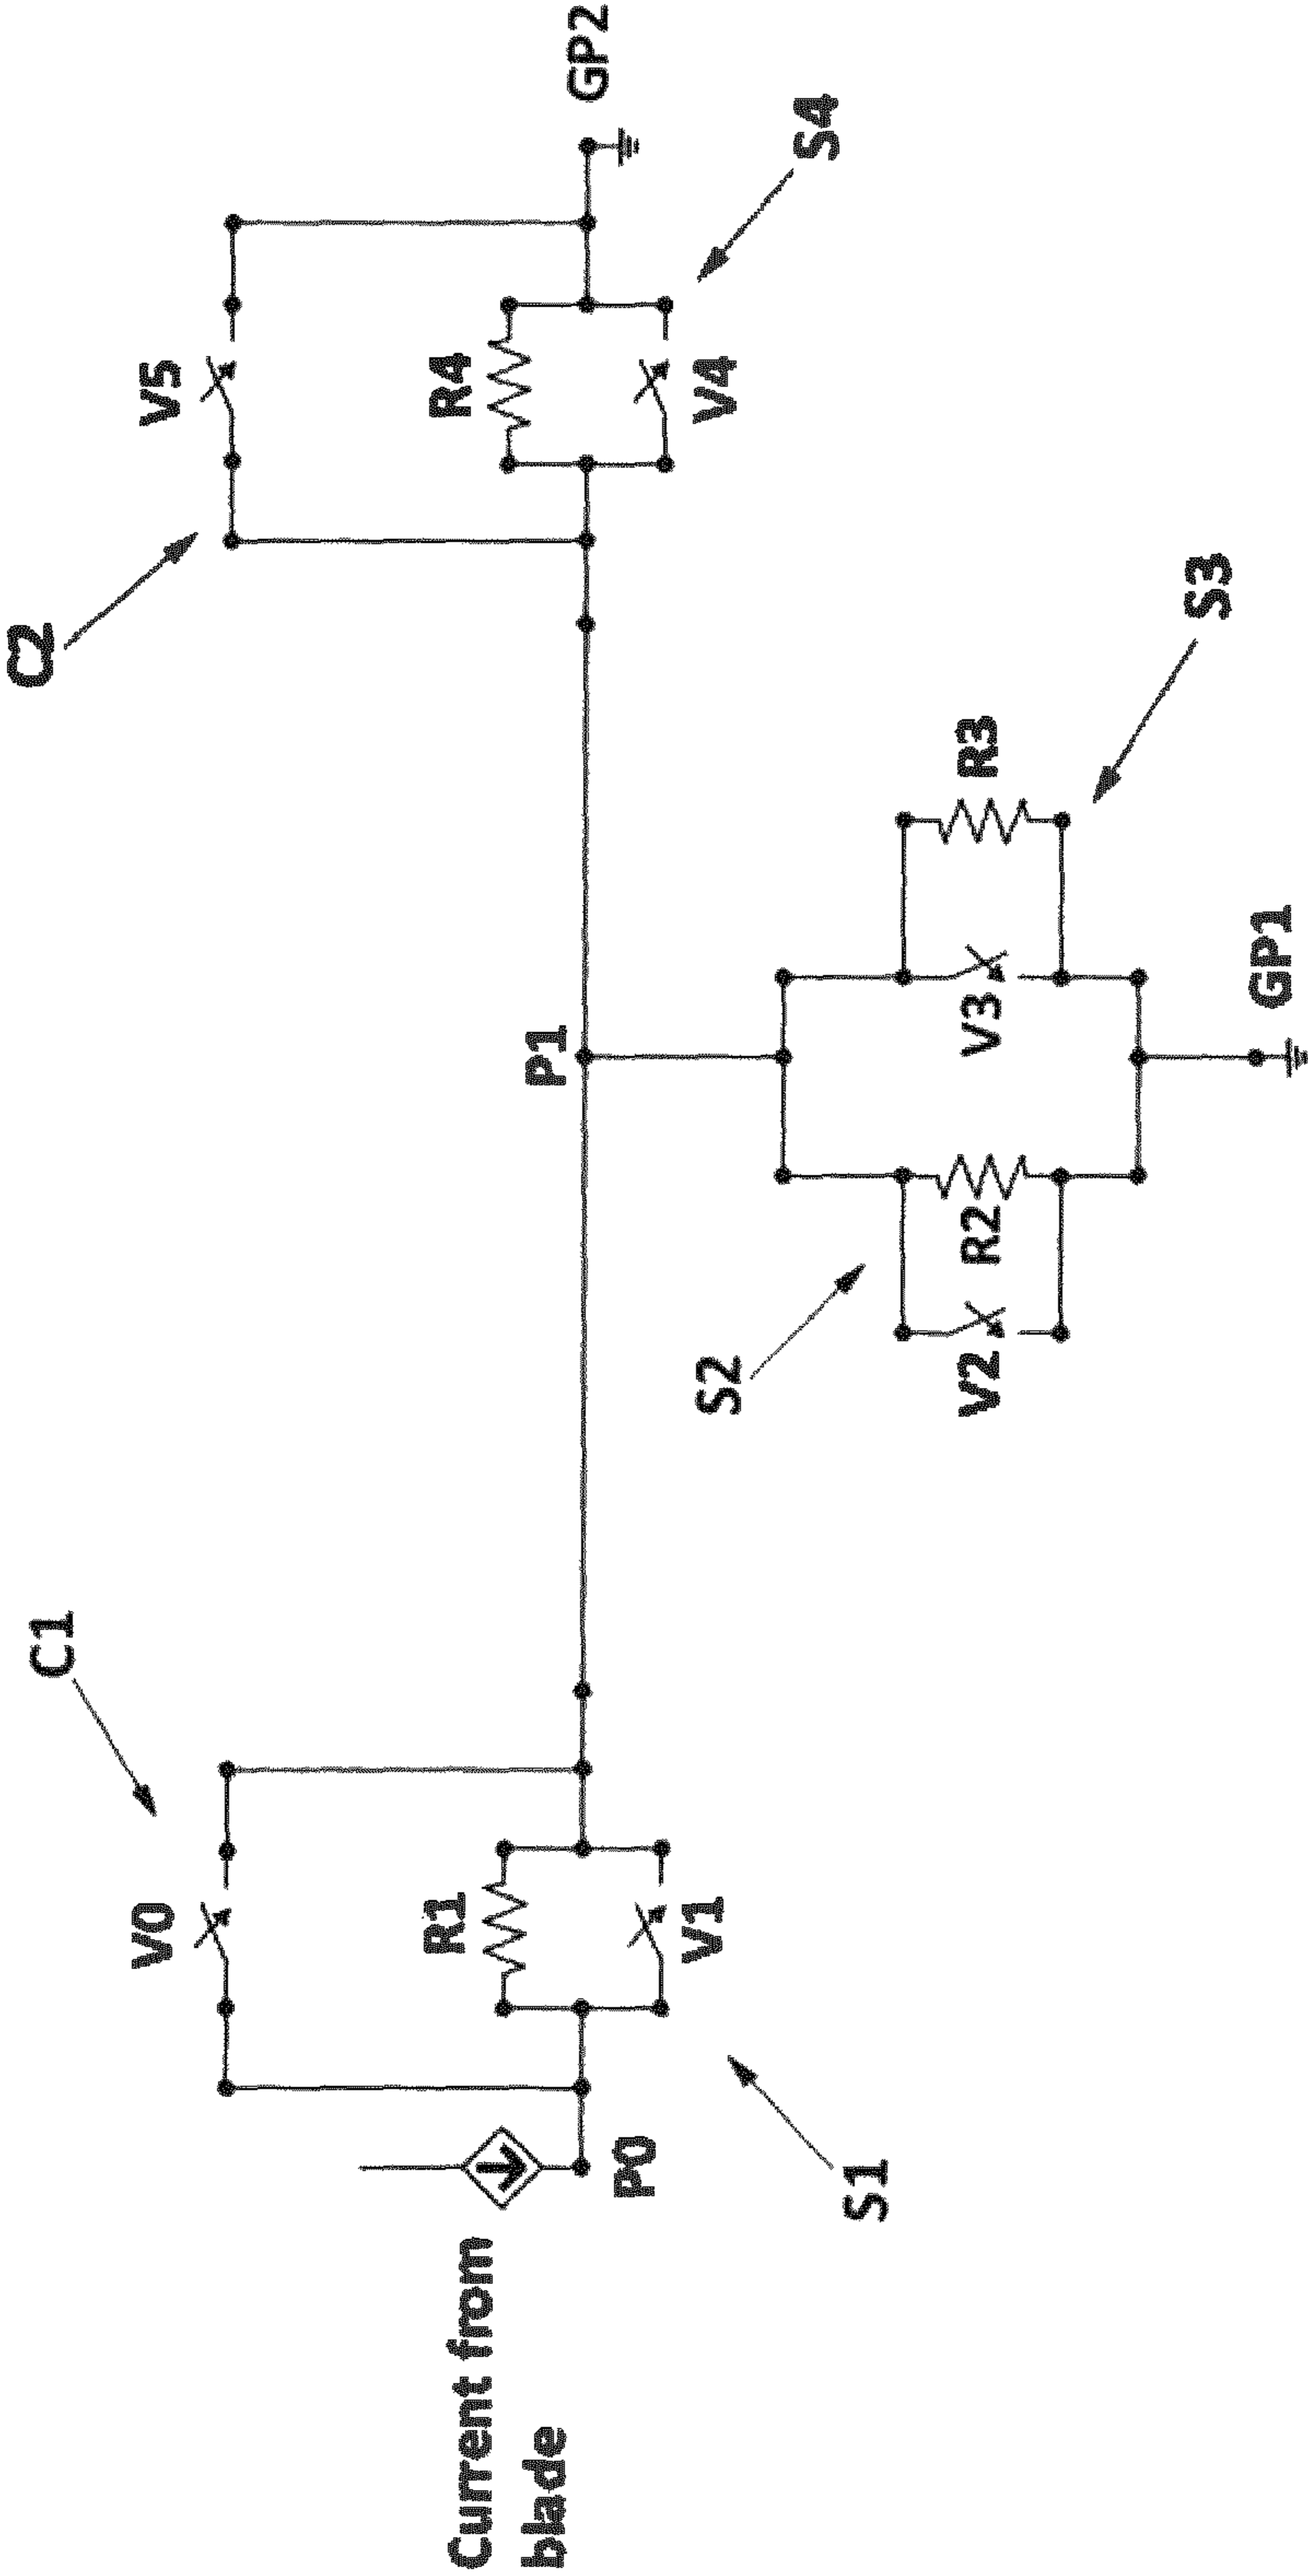 C1
C2
V0
V5
R1
R4
Current from
blade
P0
P1
GP2
V1
V4
S1
S2
S4
V2
R2
V3
R3
S3
GP1